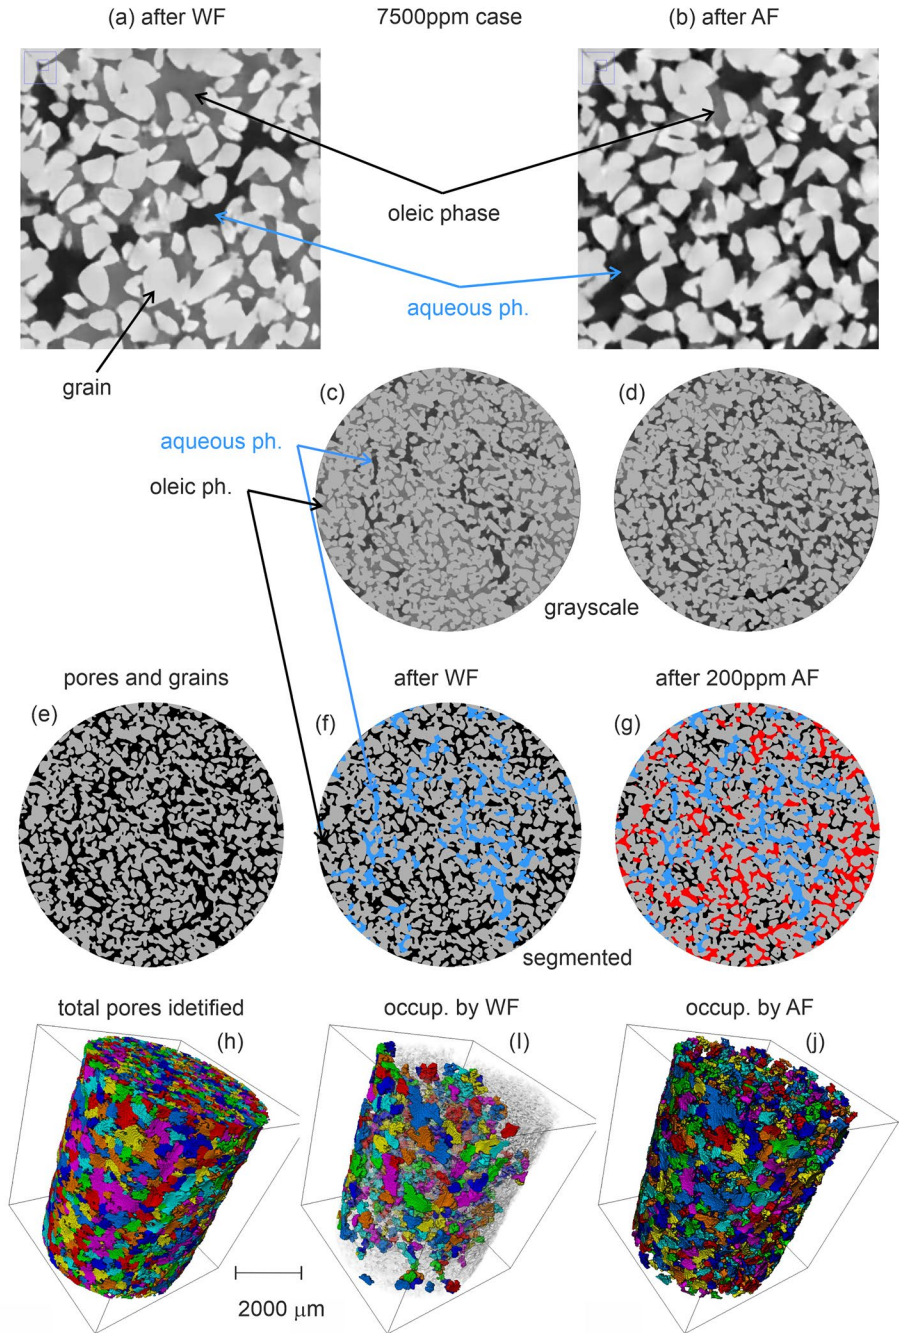 (a) after WF
7500ppm case
(b) after AF
oleic phase
aqueous ph.
grain
(c)
(d)
aqueous ph.
oleic ph.
grayscale
pores and grains
after WF
after 200ppm AF
(e)
(f)
(g)
segmented
total pores idetified
occup. by WF
occup. by AF
(h)
(I)
(j)
2000 μm